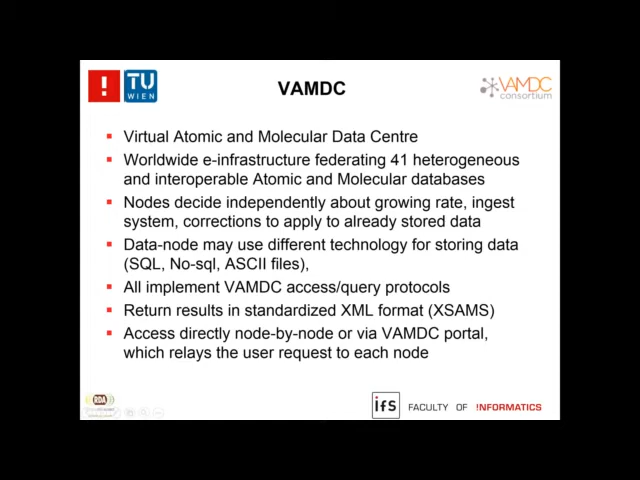 !
TU
WIEN
VAMDC
VAMDC
consortium
▪ Virtual Atomic and Molecular Data Centre
▪ Worldwide e-infrastructure federating 41 heterogeneous
and interoperable Atomic and Molecular databases
▪ Nodes decide independently about growing rate, ingest
system, corrections to apply to already stored data
▪ Data-node may use different technology for storing data
(SQL, No-sql, ASCII files),
▪ All implement VAMDC access/query protocols
▪ Return results in standardized XML format (XSAMS)
▪ Access directly node-by-node or via VAMDC portal,
which relays the user request to each node
RDA
ifs
FACULTY OF !NFORMATICS